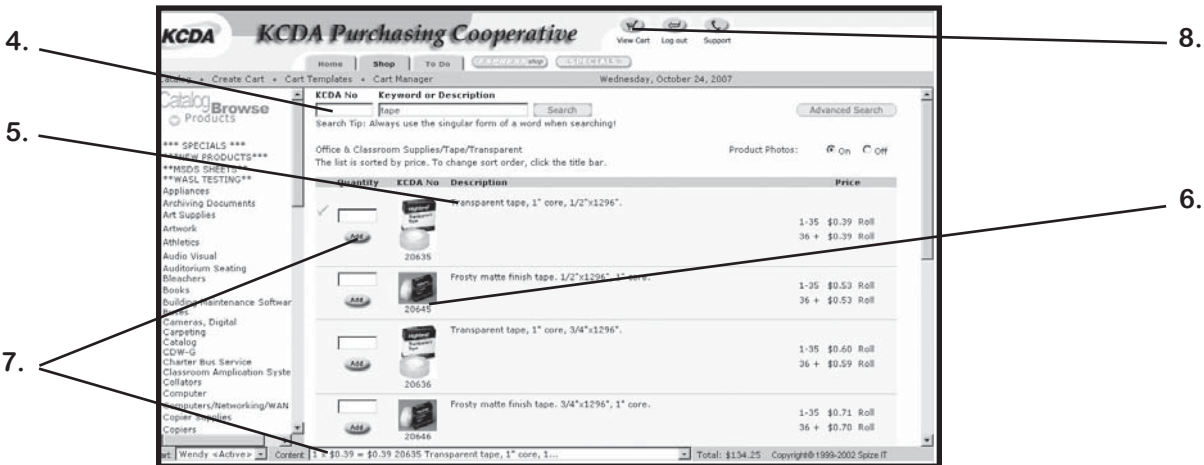 4.
5.
7.
8.
6.
KCDA KCDA Purchasing Cooperative
View Cart Log out Support
Home Shop To Do
Catalog • Create Cart • Cart Templates • Cart Manager Wednesday, October 24, 2007
Catalog Browse
Products
*** SPECIALS ***
***NEW PRODUCTS***
**MSDS SHEETS**
**WASL TESTING**
Appliances
Archiving Documents
Art Supplies
Artwork
Athletics
Audio Visual
Auditorium Seating
Bleachers
Books
Building Maintenance Softwar
Cameras, Digital
Carpeting
Catalog
CDW-G
Charter Bus Service
Classroom Amplication Syste
Collators
Computer
Computers/Networking/WAN
Copier Supplies
Copiers
KCDA No Keyword or Description
tape Search Advanced Search
Search Tip: Always use the singular form of a word when searching!
Office & Classroom Supplies/Tape/Transparent Product Photos: On Off
The list is sorted by price. To change sort order, click the title bar.
Quantity KCDA No Description Price
Transparent tape, 1" core, 1/2"x1296".
1-35 $0.39 Roll
Add 36 + $0.39 Roll
20635
Frosty matte finish tape. 1/2"x1296", 1" core.
1-35 $0.53 Roll
Add 36 + $0.53 Roll
20645
Transparent tape, 1" core, 3/4"x1296".
1-35 $0.60 Roll
Add 36 + $0.59 Roll
20636
Frosty matte finish tape. 3/4"x1296", 1" core.
1-35 $0.71 Roll
Add 36 + $0.70 Roll
20646
Wendy <Active> Content 1 x $0.39 = $0.39 20635 Transparent tape, 1" core, 1... Total: $134.25 Copyright© 1999-2002 Spize IT